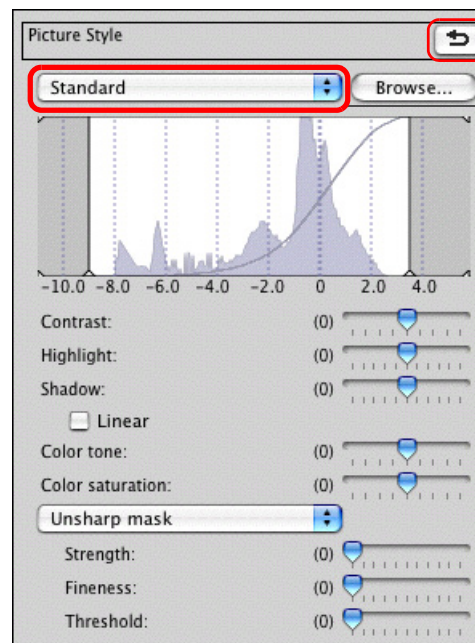 Picture Style
Standard Browse...
-10.0 -8.0 -6.0 -4.0 -2.0 0 2.0 4.0
Contrast: (0)
Highlight: (0)
Shadow: (0)
Linear
Color tone: (0)
Color saturation: (0)
Unsharp mask
Strength: (0)
Fineness: (0)
Threshold: (0)